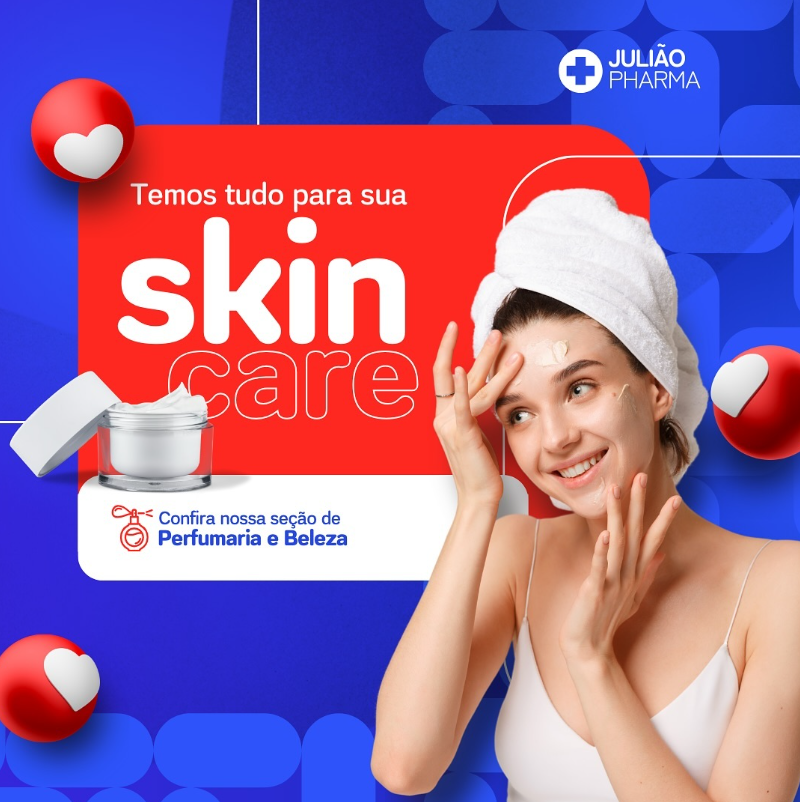 JULIÃO
PHARMA
Temos tudo para sua
skin
care
Confira nossa seção de
Perfumaria e Beleza